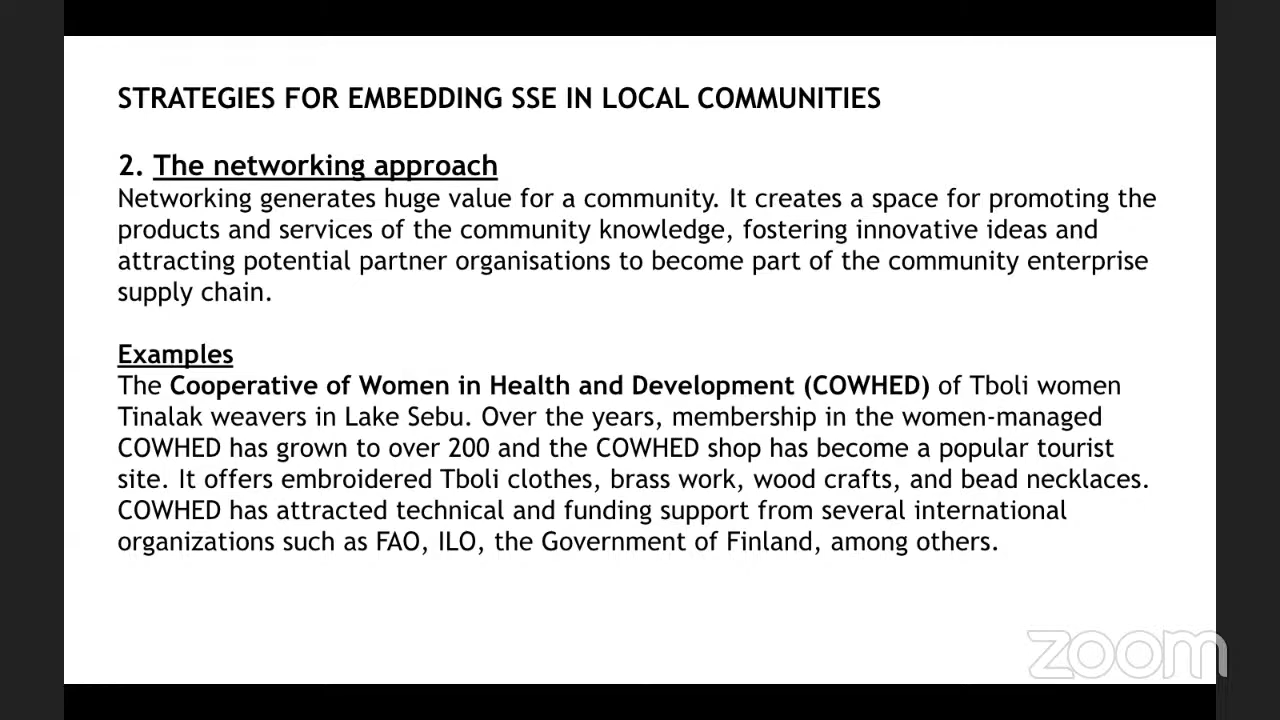 STRATEGIES FOR EMBEDDING SSE IN LOCAL COMMUNITIES
2. The networking approach
Networking generates huge value for a community. It creates a space for promoting the
products and services of the community knowledge, fostering innovative ideas and
attracting potential partner organisations to become part of the community enterprise
supply chain.
Examples
The Cooperative of Women in Health and Development (COWHED) of Tboli women
Tinalak weavers in Lake Sebu. Over the years, membership in the women-managed
COWHED has grown to over 200 and the COWHED shop has become a popular tourist
site. It offers embroidered Tboli clothes, brass work, wood crafts, and bead necklaces.
COWHED has attracted technical and funding support from several international
organizations such as FAO, ILO, the Government of Finland, among others.
zoom